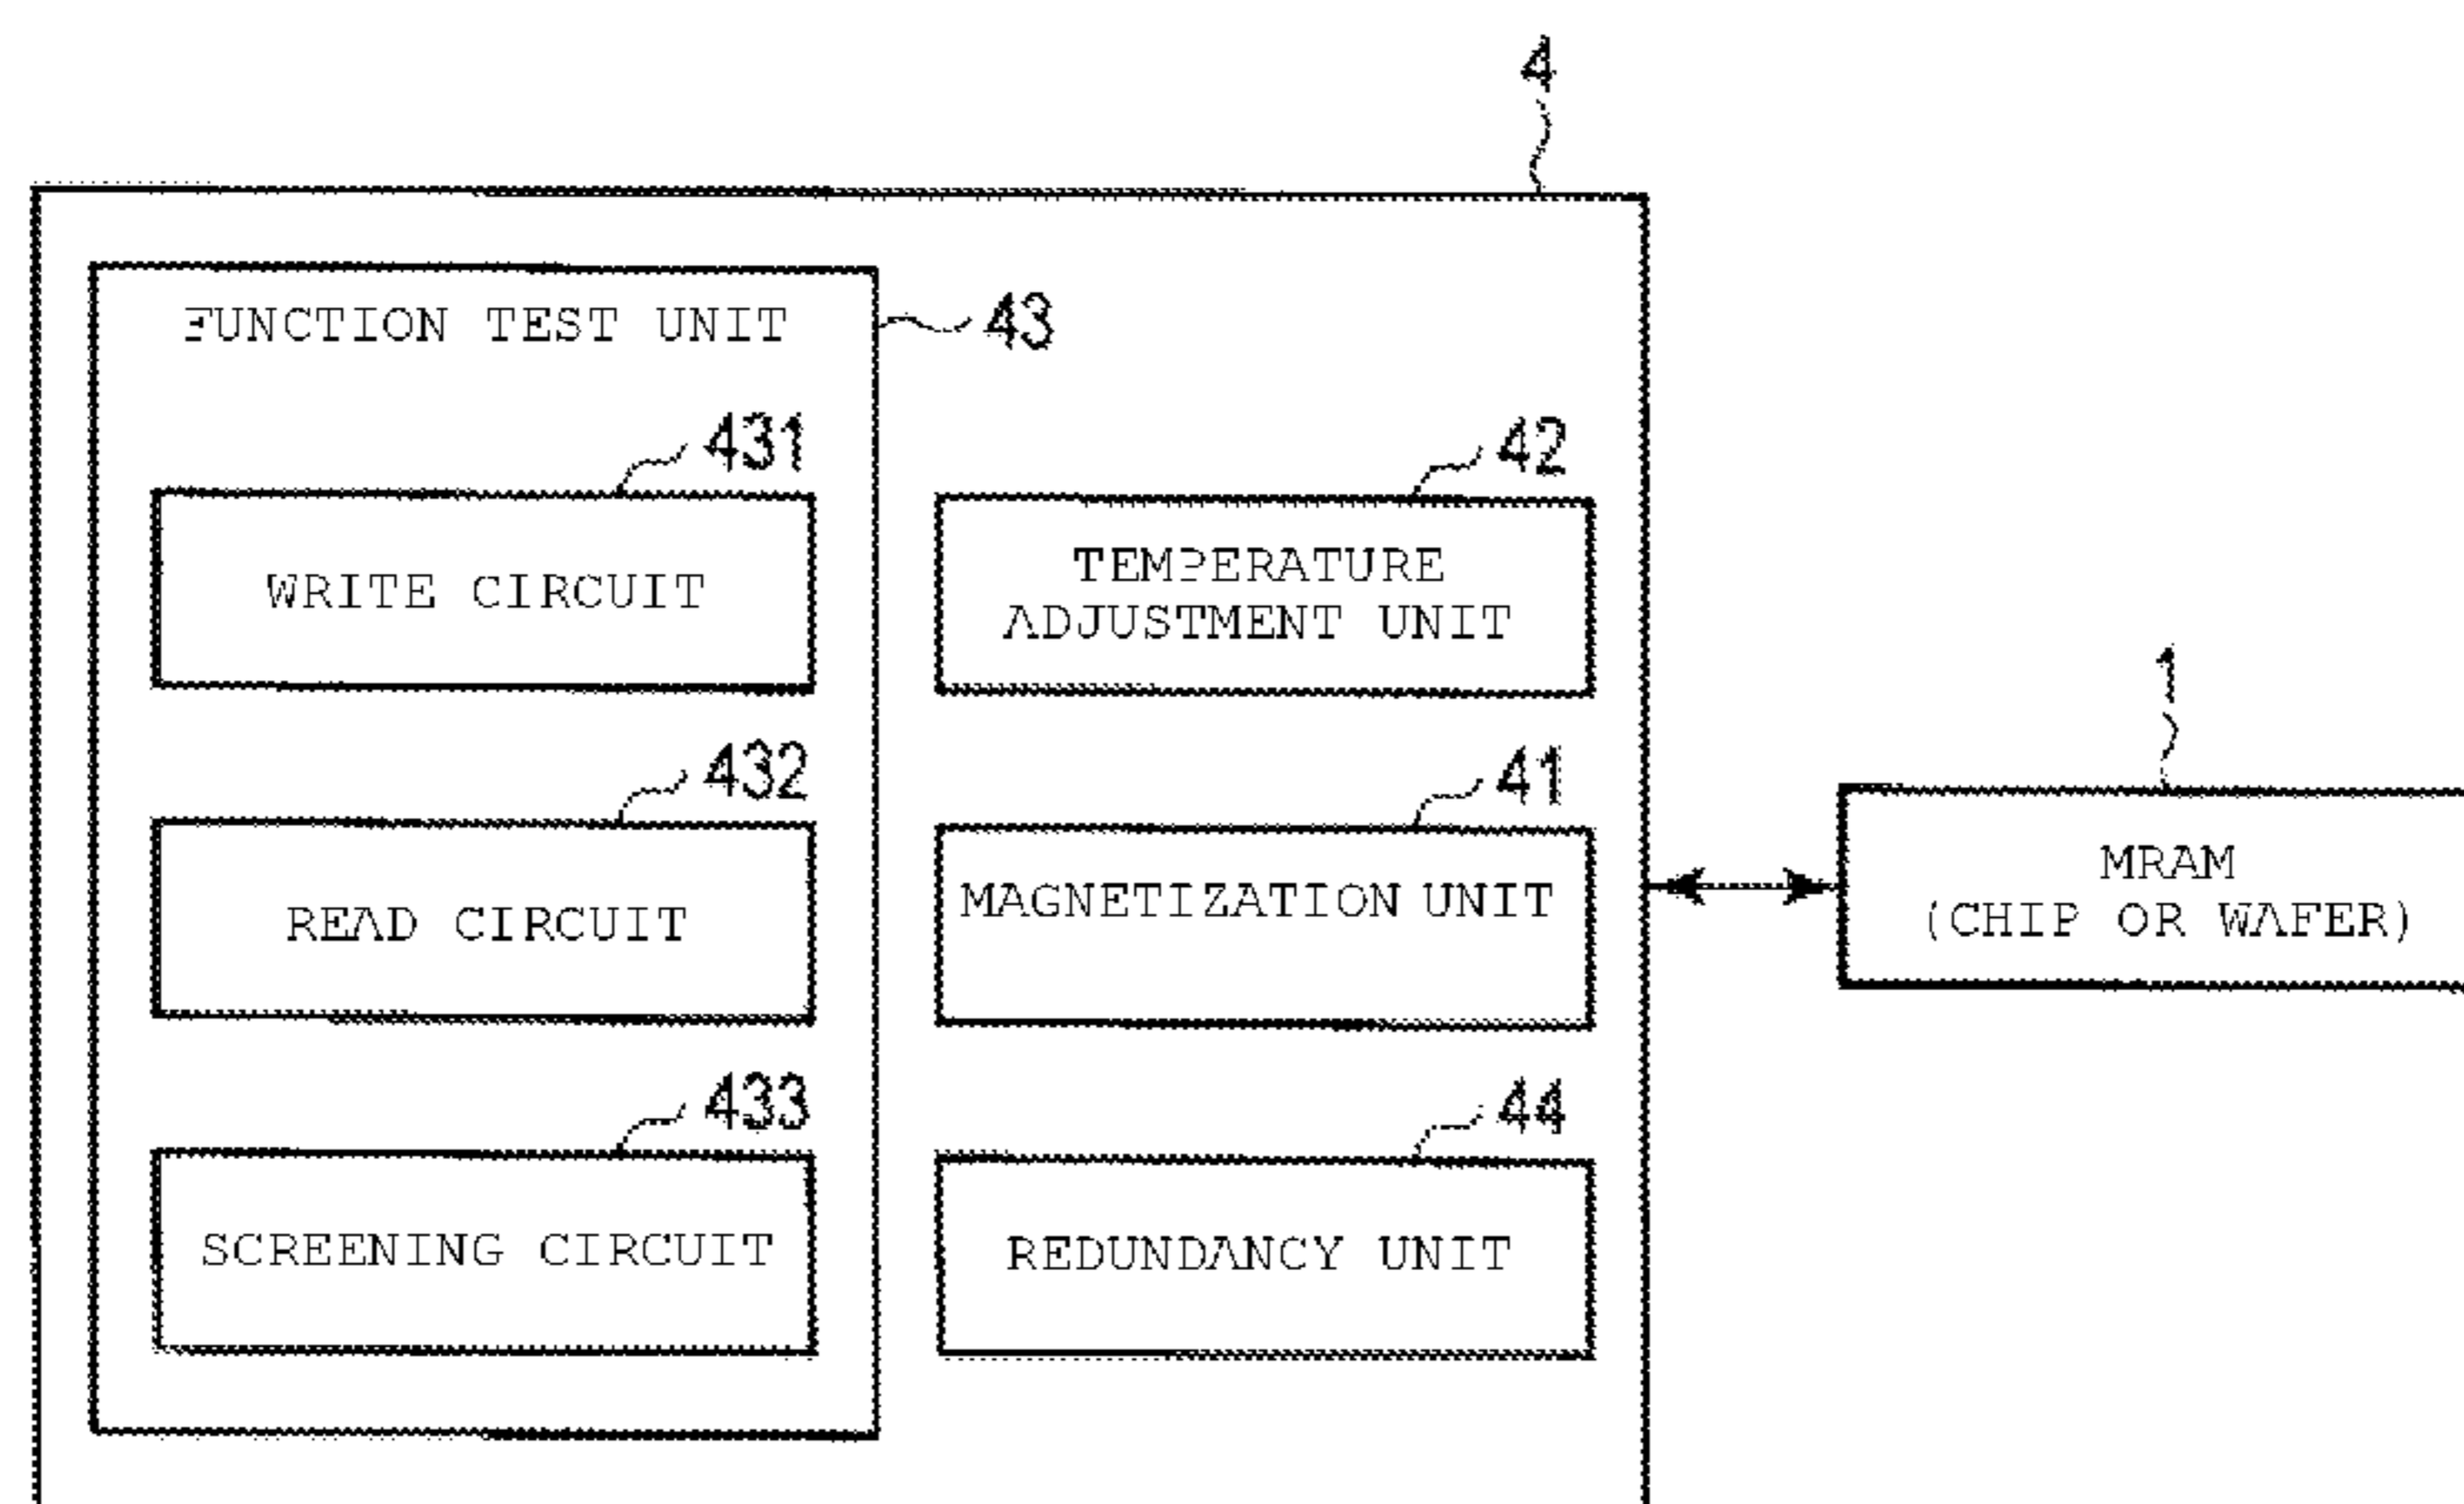 4
FUNCTION TEST UNIT
43
431
WRITE CIRCUIT
42
TEMPERATURE
ADJUSTMENT UNIT
432
READ CIRCUIT
41
MAGNETIZATION UNIT
1
MRAM
(CHIP OR WAFER)
433
SCREENING CIRCUIT
44
REDUNDANCY UNIT